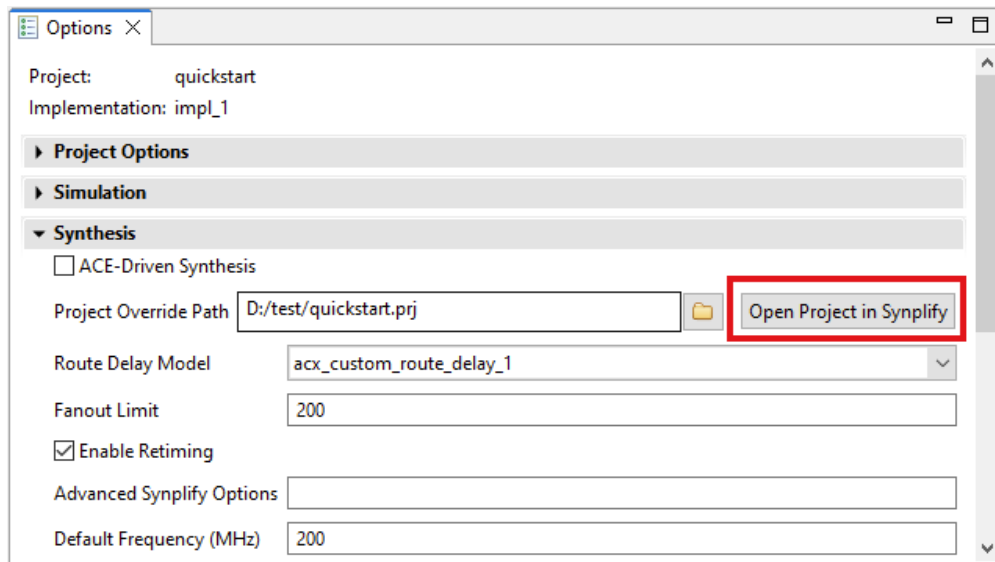 Options
Project: quickstart
Implementation: impl_1
Project Options
Simulation
Synthesis
ACE-Driven Synthesis
Project Override Path D:/test/quickstart.prj Open Project in Synplify
Route Delay Model acx_custom_route_delay_1
Fanout Limit 200
Enable Retiming
Advanced Synplify Options
Default Frequency (MHz) 200